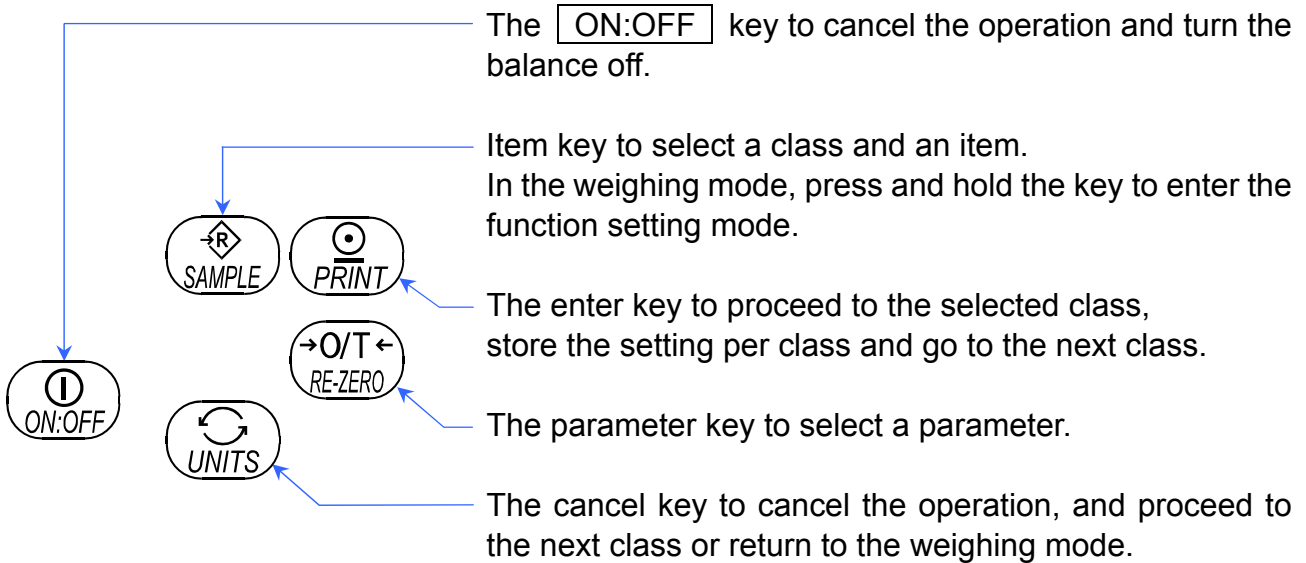 The ON:OFF key to cancel the operation and turn the
balance off.
Item key to select a class and an item.
In the weighing mode, press and hold the key to enter the
function setting mode.
R
SAMPLE
PRINT
The enter key to proceed to the selected class,
store the setting per class and go to the next class.
→O/T←
RE-ZERO
ON:OFF
The parameter key to select a parameter.
UNITS
The cancel key to cancel the operation, and proceed to
the next class or return to the weighing mode.